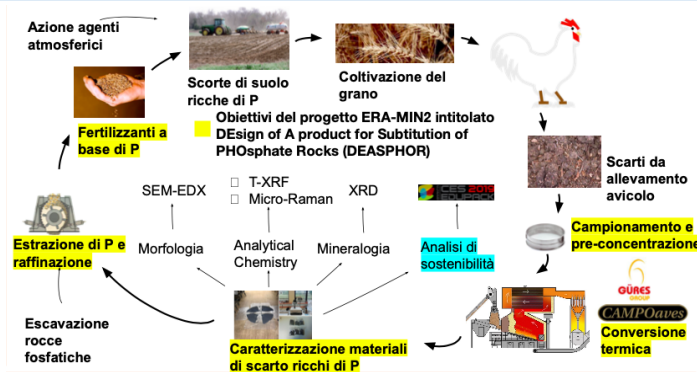 Azione agenti
atmosferici
Scorte di suolo
ricche di P
Coltivazione del
grano
Fertilizzanti a
base di P
Obiettivi del progetto ERA-MIN2 intitolato
DEsign of A product for Subtitution of
PHOsphate Rocks (DEASPHOR)
Scarti da
allevamento
avicolo
SEM-EDX
T-XRF
Micro-Raman
XRD
CES 2019
EDUPACK
Estrazione di P e
raffinazione
Morfologia
Analytical
Chemistry
Mineralogia
Analisi di
sostenibilità
Campionamento e
pre-concentrazione
GÜRES
GROUP
CAMPOaves
Conversione
termica
Escavazione
rocce
fosfatiche
Caratterizzazione materiali
di scarto ricchi di P